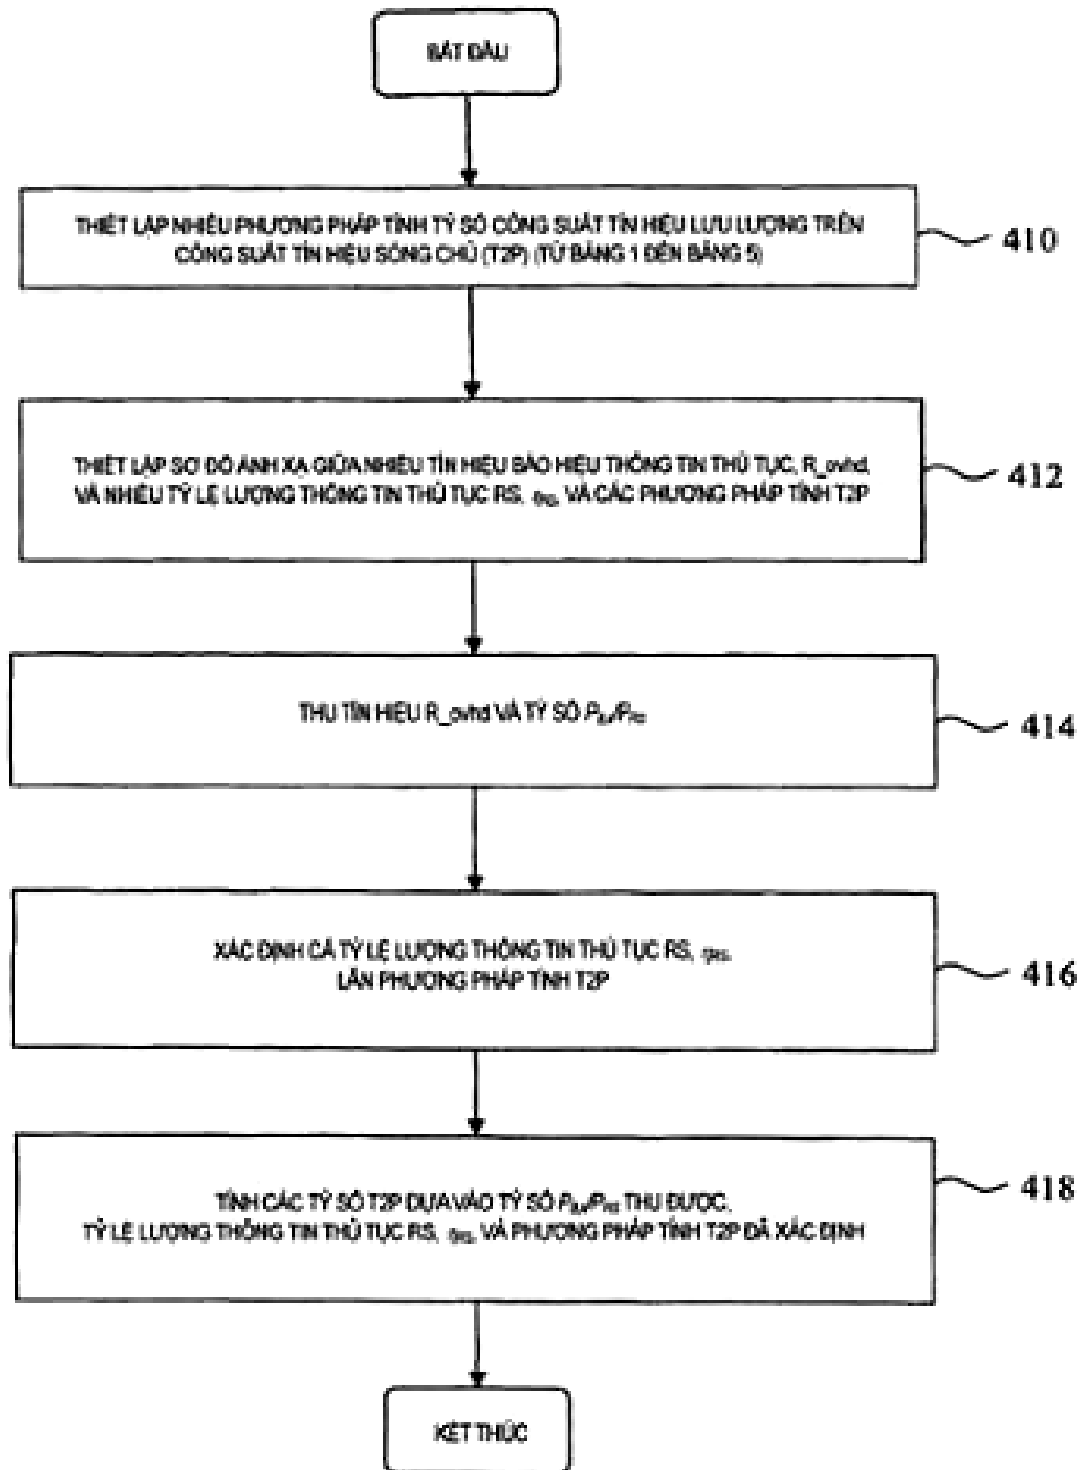 BẮT ĐẦU
THIẾT LẬP NHIỀU PHƯƠNG PHÁP TÍNH TỶ SỐ CÔNG SUẤT TÍN HIỆU LƯU LƯỢNG TRÊN
CÔNG SUẤT TÍN HIỆU SÓNG CHỦ (T2P) (TỪ BẢNG 1 ĐẾN BẢNG 5)
410
THIẾT LẬP SƠ ĐỒ ÁNH XẠ GIỮA NHIỀU TÍN HIỆU BÁO HIỆU THÔNG TIN THỦ TỤC, R_ovhd,
VÀ NHIỀU TỶ LỆ LƯỢNG THÔNG TIN THỦ TỤC RS, ηRS, VÀ CÁC PHƯƠNG PHÁP TÍNH T2P
412
THU TÍN HIỆU R_ovhd VÀ TỶ SỐ
414
XÁC ĐỊNH CẢ TỶ LỆ LƯỢNG THÔNG TIN THỦ TỤC RS, ηRS,
LẪN PHƯƠNG PHÁP TÍNH T2P
416
TÍNH CÁC TỶ SỐ T2P DỰA VÀO TỶ SỐ THU ĐƯỢC,
TỶ LỆ LƯỢNG THÔNG TIN THỦ TỤC RS, ηRS, VÀ PHƯƠNG PHÁP TÍNH T2P ĐÃ XÁC ĐỊNH
418
KẾT THÚC